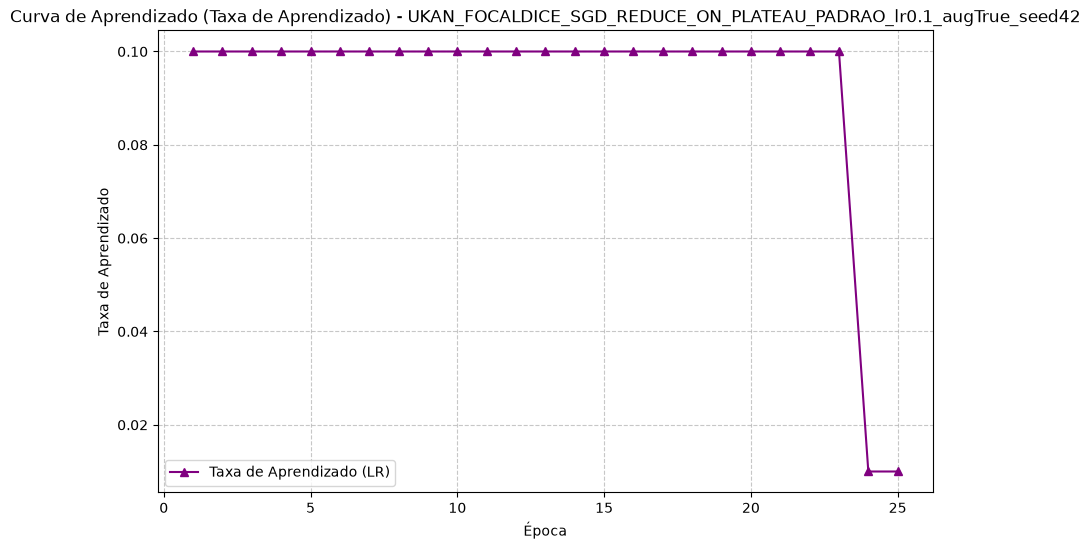 Curva de Aprendizado (Taxa de Aprendizado) - UKAN_FOCALDICE_SGD_REDUCE_ON_PLATEAU_PADRAO_lr0.1_augTrue_seed42
0.10
0.08
0.06
0.04
0.02
Taxa de Aprendizado
Taxa de Aprendizado (LR)
0
5
10
15
20
25
Época